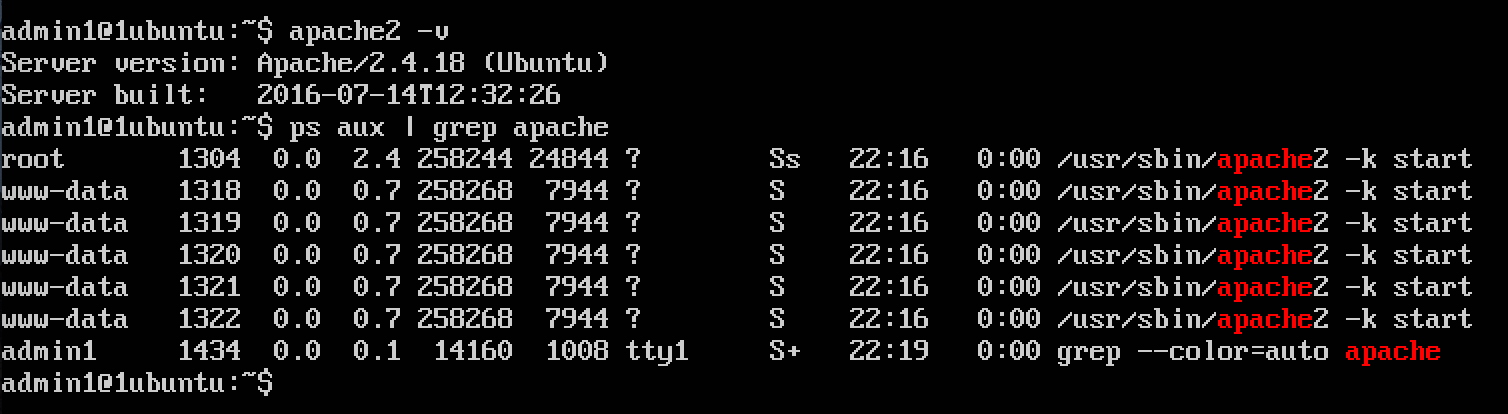 admin1@1ubuntu:~$ apache2 -v
Server version: Apache/2.4.18 (Ubuntu)
Server built:   2016-07-14T12:32:26
admin1@1ubuntu:~$ ps aux | grep apache
root       1304  0.0  2.4 258244 24844 ?        Ss   22:16   0:00 /usr/sbin/apache2 -k start
www-data   1318  0.0  0.7 258268  7944 ?        S    22:16   0:00 /usr/sbin/apache2 -k start
www-data   1319  0.0  0.7 258268  7944 ?        S    22:16   0:00 /usr/sbin/apache2 -k start
www-data   1320  0.0  0.7 258268  7944 ?        S    22:16   0:00 /usr/sbin/apache2 -k start
www-data   1321  0.0  0.7 258268  7944 ?        S    22:16   0:00 /usr/sbin/apache2 -k start
www-data   1322  0.0  0.7 258268  7944 ?        S    22:16   0:00 /usr/sbin/apache2 -k start
admin1     1434  0.0  0.1  14160  1008 tty1     S+   22:19   0:00 grep --color=auto apache
admin1@1ubuntu:~$